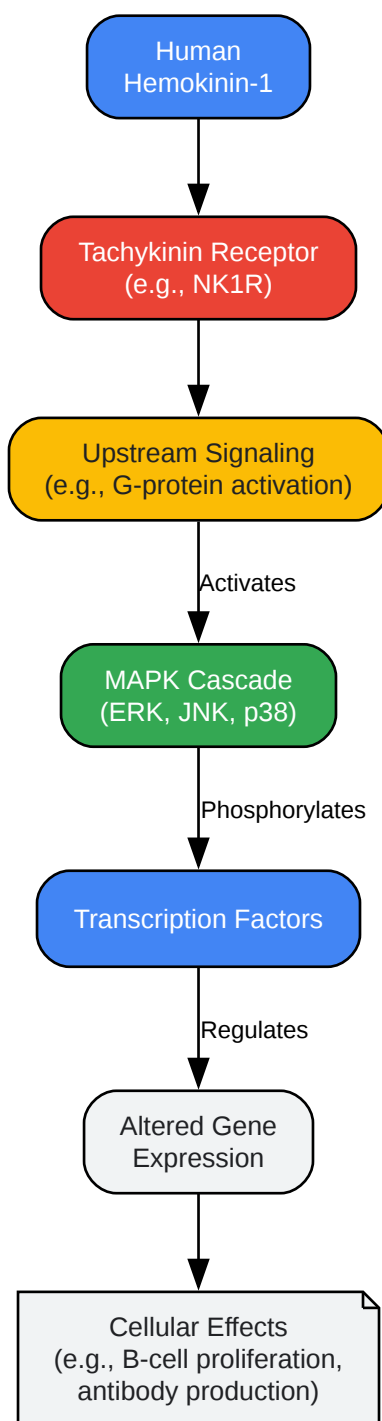 Human
Hemokinin-1
Tachykinin Receptor
(e.g., NK1R)
Upstream Signaling
(e.g., G-protein activation)
Activates
MAPK Cascade
(ERK, JNK, p38)
Phosphorylates
Transcription Factors
Regulates
Altered Gene
Expression
Cellular Effects
(e.g., B-cell proliferation,
antibody production)